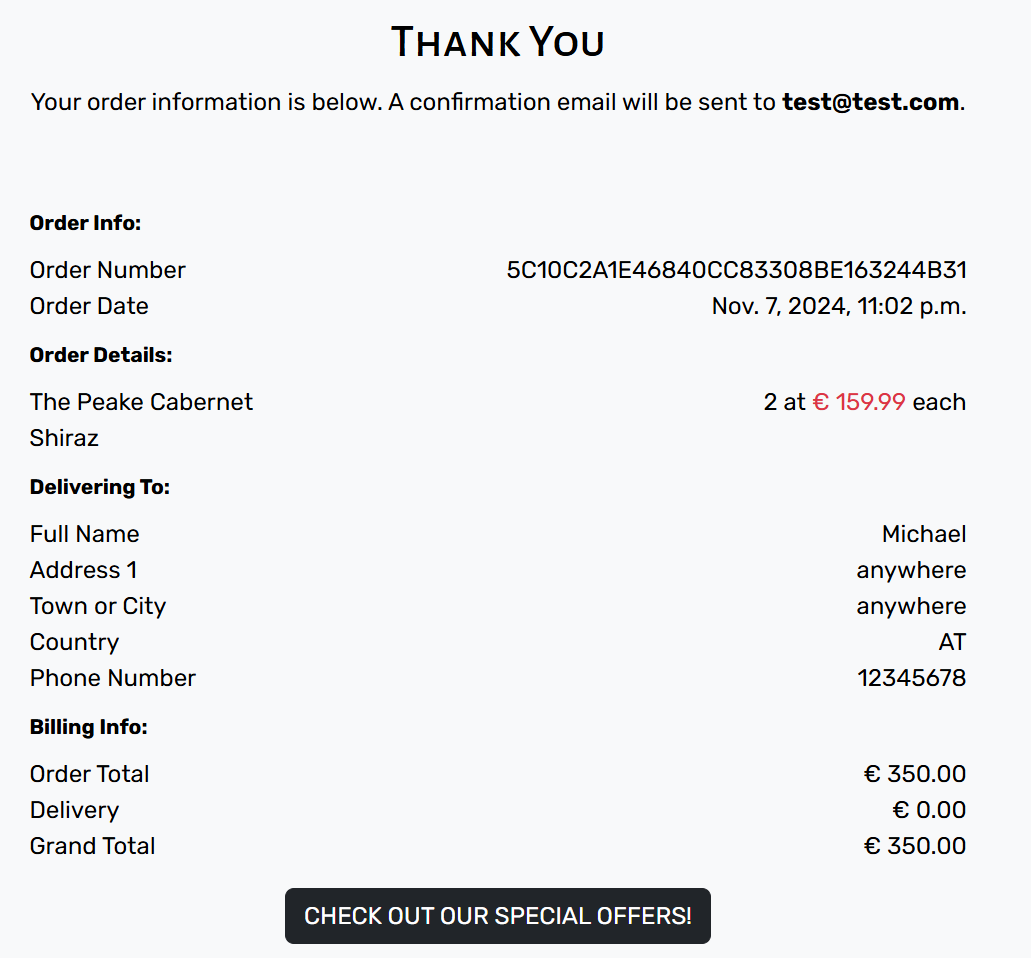 Thank You
Your order information is below. A confirmation email will be sent to test@test.com.
Order Info:
Order Number 5C10C2A1E46840CC83308BE163244B31
Order Date Nov. 7, 2024, 11:02 p.m.
Order Details:
The Peake Cabernet 2 at € 159.99 each
Shiraz
Delivering To:
Full Name Michael
Address 1 anywhere
Town or City anywhere
Country AT
Phone Number 12345678
Billing Info:
Order Total € 350.00
Delivery € 0.00
Grand Total € 350.00
CHECK OUT OUR SPECIAL OFFERS!